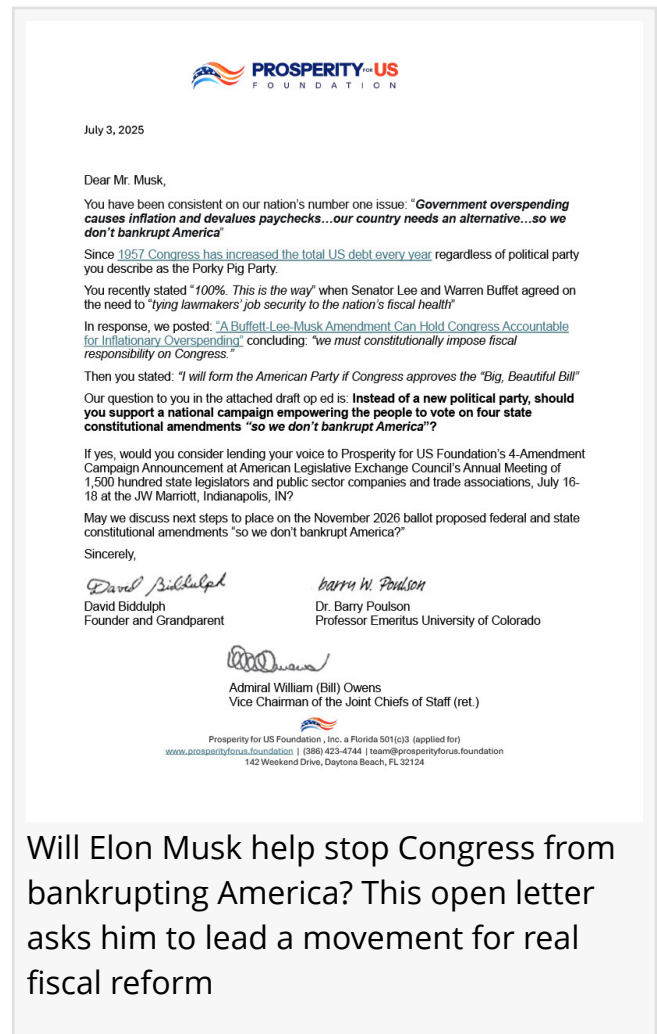 PROSPERITY FOR US
FOUNDATION
July 3, 2025
Dear Mr. Musk,
You have been consistent on our nation's number one issue: "Government overspending
causes inflation and devalues paychecks...our country needs an alternative...so we
don't bankrupt America"
Since 1957 Congress has increased the total US debt every year regardless of political party
you describe as the Porky Pig Party.
You recently stated "100%. This is the way" when Senator Lee and Warren Buffet agreed on
the need to "tying lawmakers' job security to the nation's fiscal health"
In response, we posted: "A Buffett-Lee-Musk Amendment Can Hold Congress Accountable
for Inflationary Overspending" concluding: "we must constitutionally impose fiscal
responsibility on Congress."
Then you stated: "I will form the American Party if Congress approves the "Big, Beautiful Bill"
Our question to you in the attached draft op ed is: Instead of a new political party, should
you support a national campaign empowering the people to vote on four state
constitutional amendments "so we don't bankrupt America"?
If yes, would you consider lending your voice to Prosperity for US Foundation's 4-Amendment
Campaign Announcement at American Legislative Exchange Council's Annual Meeting of
1,500 hundred state legislators and public sector companies and trade associations, July 16-
18 at the JW Marriott, Indianapolis, IN?
May we discuss next steps to place on the November 2026 ballot proposed federal and state
constitutional amendments "so we don't bankrupt America?"
Sincerely,
David Biddulph barry W. Poulson
David Biddulph Dr. Barry Poulson
Founder and Grandparent Professor Emeritus University of Colorado
Admiral William (Bill) Owens
Vice Chairman of the Joint Chiefs of Staff (ret.)
Prosperity for US Foundation , Inc. a Florida 501(c)3 (applied for)
www.prosperityforus.foundation | (386) 423-4744 | team@prosperityforus.foundation
142 Weekend Drive, Daytona Beach, FL 32124
Will Elon Musk help stop Congress from
bankrupting America? This open letter
asks him to lead a movement for real
fiscal reform